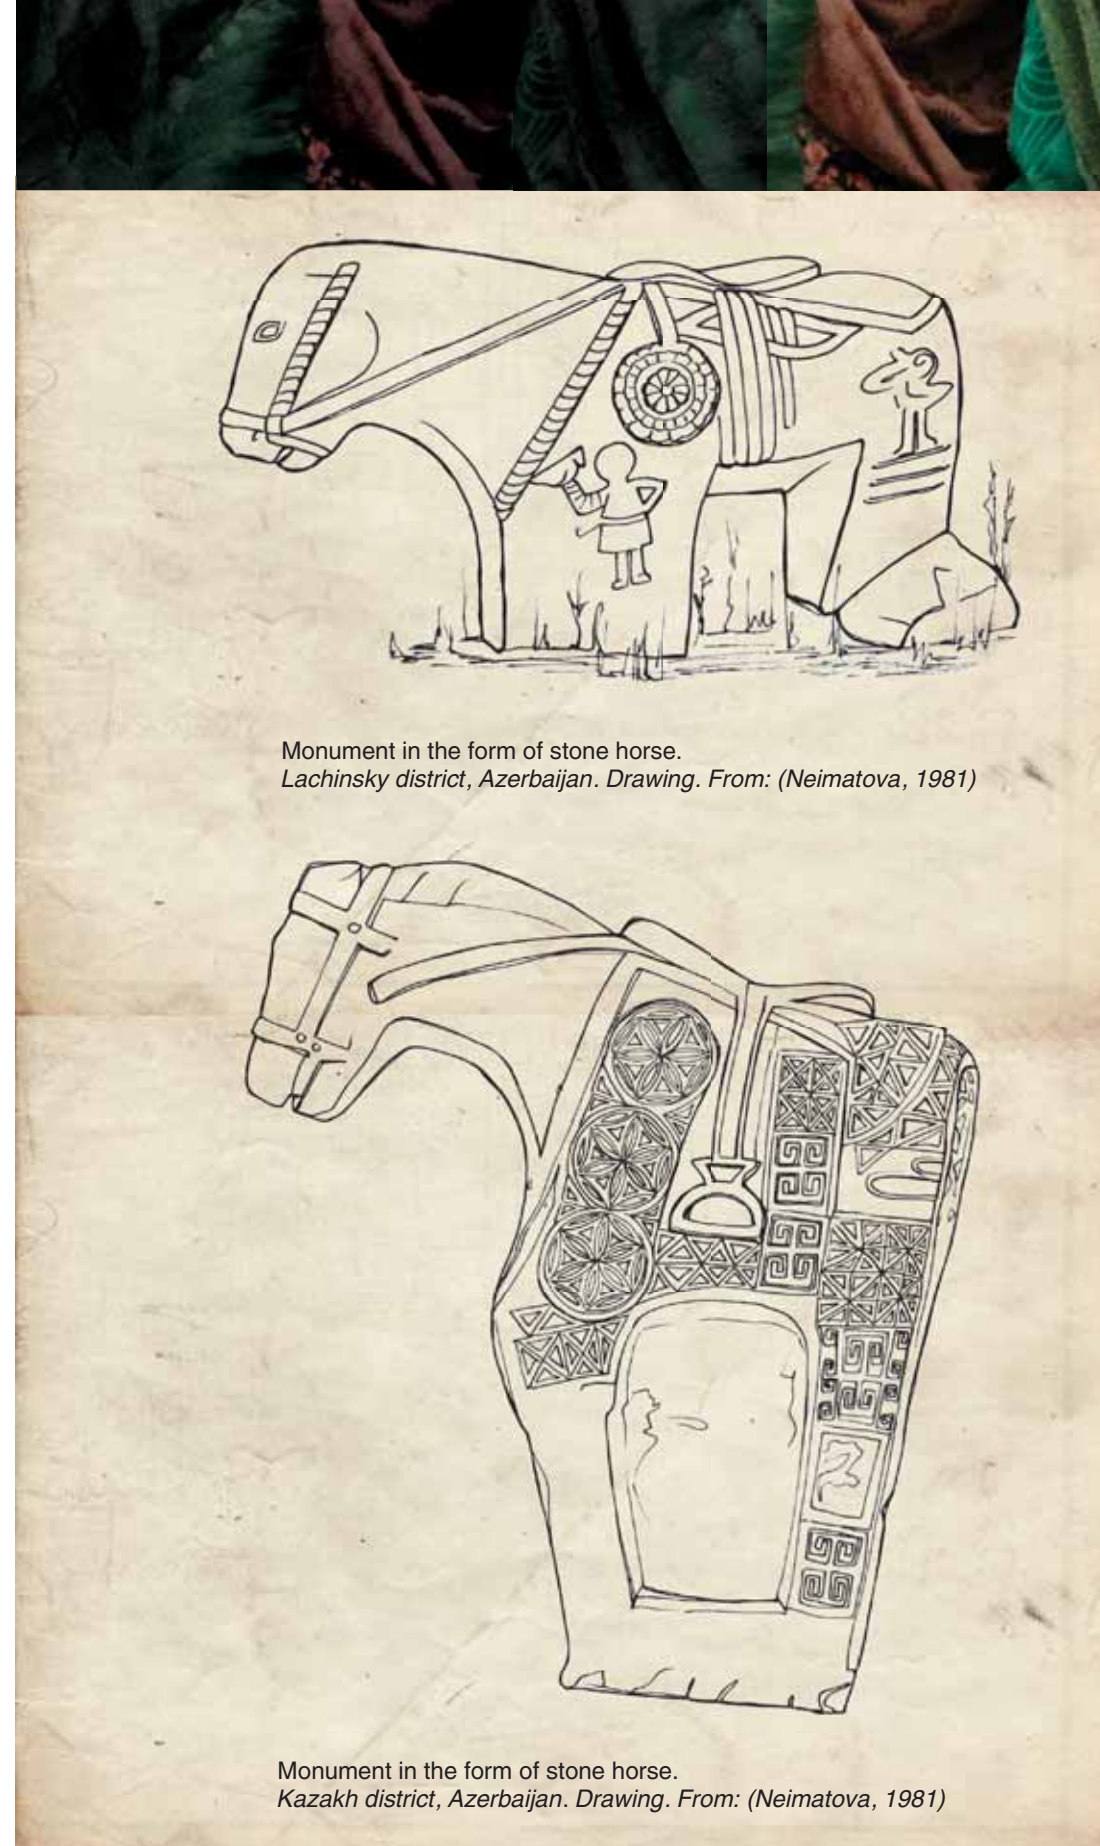 Monument in the form of stone horse.
Lachinsky district, Azerbaijan. Drawing. From: (Neimatova, 1981)
Monument in the form of stone horse.
Kazakh district, Azerbaijan. Drawing. From: (Neimatova, 1981)